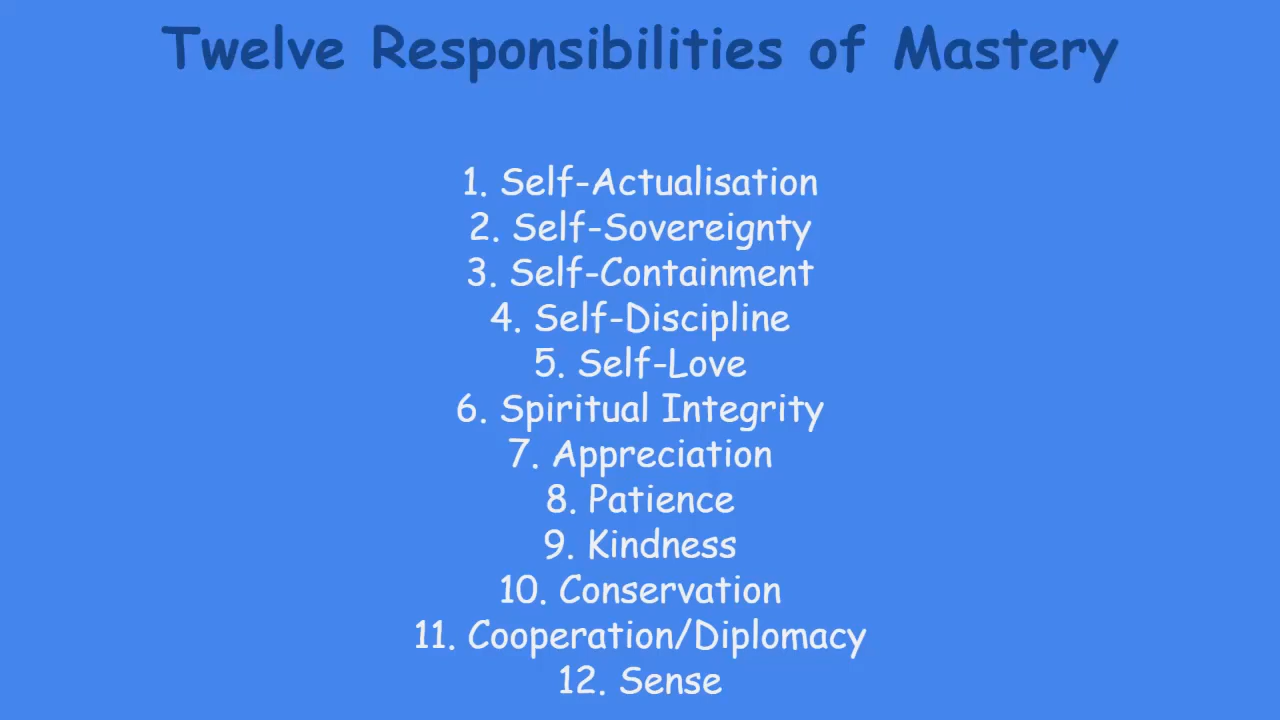 Twelve Responsibilities of Mastery
1. Self-Actualisation
2. Self-Sovereignty
3. Self-Containment
4. Self-Discipline
5. Self-Love
6. Spiritual Integrity
7. Appreciation
8. Patience
9. Kindness
10. Conservation
11. Cooperation/Diplomacy
12. Sense